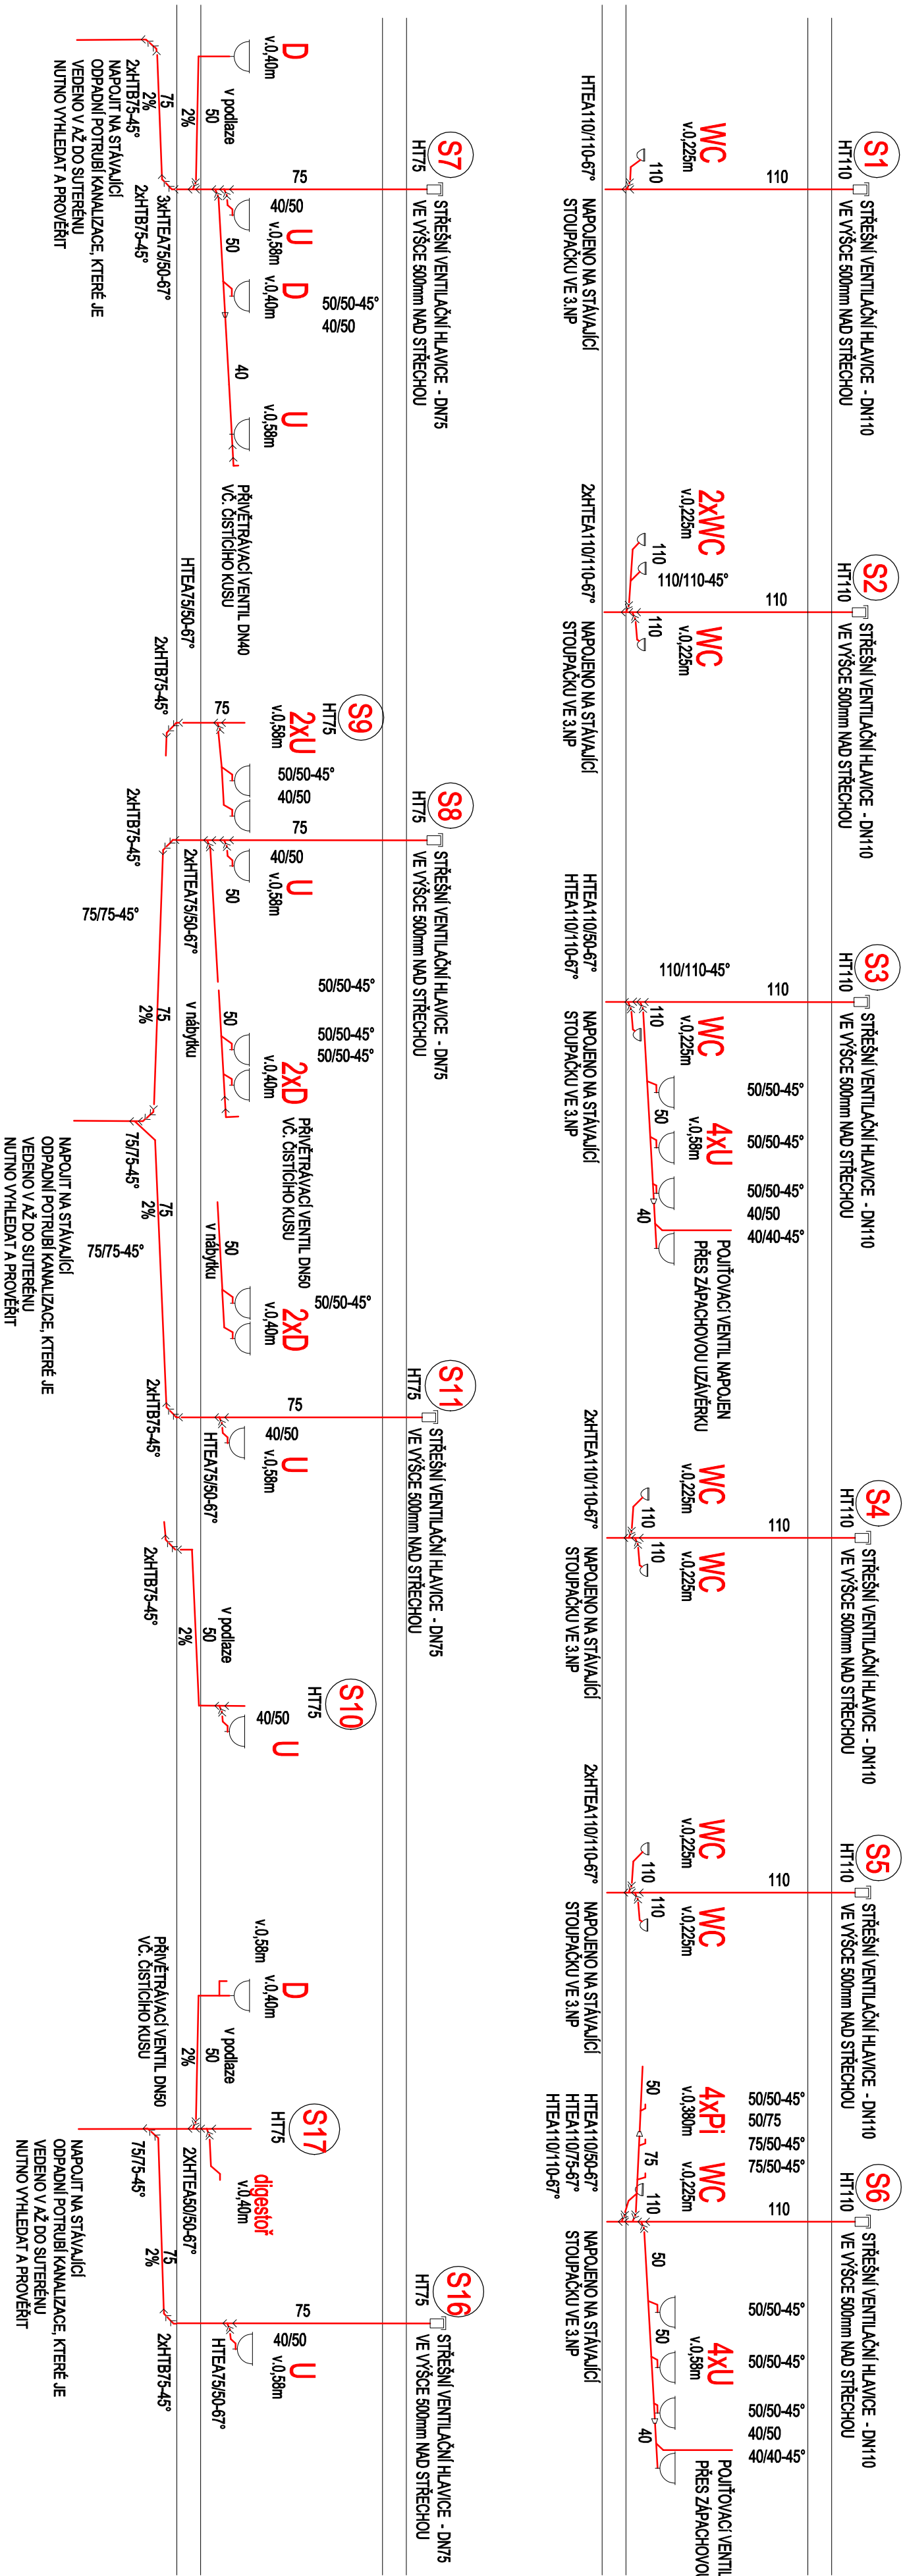 S1
HT110
STŘEŠNÍ VENTILAČNÍ HLAVICE - DN110
VE VÝŠCE 500mm NAD STŘECHOU
110
WC
v.0,225m
110
HTEA110/110-67°
NAPOJENO NA STÁVAJÍCÍ
STOUPAČKU VE 3.NP
S2
HT110
STŘEŠNÍ VENTILAČNÍ HLAVICE - DN110
VE VÝŠCE 500mm NAD STŘECHOU
110
2xWC
v.0,225m
110
110/110-45°
WC
v.0,225m
110
2xHTEA110/110-67°
NAPOJENO NA STÁVAJÍCÍ
STOUPAČKU VE 3.NP
S3
HT110
STŘEŠNÍ VENTILAČNÍ HLAVICE - DN110
VE VÝŠCE 500mm NAD STŘECHOU
110
110/110-45°
WC
v.0,225m
110
50/50-45°
50/50-45°
50/50-45°
40/50
40/40-45°
4xU
v.0,58m
50
40
POJIŤOVACÍ VENTIL NAPOJEN
PŘES ZÁPACHOVOU UZÁVĚRKU
HTEA110/50-67°
HTEA110/110-67°
NAPOJENO NA STÁVAJÍCÍ
STOUPAČKU VE 3.NP
S4
HT110
STŘEŠNÍ VENTILAČNÍ HLAVICE - DN110
VE VÝŠCE 500mm NAD STŘECHOU
110
WC
v.0,225m
110
WC
v.0,225m
110
2xHTEA110/110-67°
NAPOJENO NA STÁVAJÍCÍ
STOUPAČKU VE 3.NP
S5
HT110
STŘEŠNÍ VENTILAČNÍ HLAVICE - DN110
VE VÝŠCE 500mm NAD STŘECHOU
110
WC
v.0,225m
110
WC
v.0,225m
110
2xHTEA110/110-67°
NAPOJENO NA STÁVAJÍCÍ
STOUPAČKU VE 3.NP
S6
HT110
STŘEŠNÍ VENTILAČNÍ HLAVICE - DN110
VE VÝŠCE 500mm NAD STŘECHOU
110
50/50-45°
50/75
75/50-45°
75/50-45°
4xPi
v.0,380m
50
75
WC
v.0,225m
110
50
50/50-45°
50/50-45°
50/50-45°
40/50
40/40-45°
4xU
v.0,58m
50
40
POJIŤOVACÍ VENTIL
PŘES ZÁPACHOVOU
HTEA110/50-67°
HTEA110/75-67°
HTEA110/110-67°
NAPOJENO NA STÁVAJÍCÍ
STOUPAČKU VE 3.NP
S7
HT75
STŘEŠNÍ VENTILAČNÍ HLAVICE - DN75
VE VÝŠCE 500mm NAD STŘECHOU
75
D
v.0,40m
v podlaze
50
2%
40/50
U
v.0,58m
50
D
v.0,40m
50/50-45°
40/50
40
U
v.0,58m
PŘIVĚTRÁVACÍ VENTIL DN40
VČ. ČISTÍCÍHO KUSU
75
2%
2xHTB75-45°
3xHTEA75/50-67°
2xHTB75-45°
NAPOJIT NA STÁVAJÍCÍ
ODPADNÍ POTRUBÍ KANALIZACE, KTERÉ JE
VEDENO V AŽ DO SUTERÉNU
NUTNO VYHLEDAT A PROVĚŘIT
S9
HT75
2xU
v.0,58m
75
50/50-45°
40/50
HTEA75/50-67°
2xHTB75-45°
S8
HT75
STŘEŠNÍ VENTILAČNÍ HLAVICE - DN75
VE VÝŠCE 500mm NAD STŘECHOU
75
40/50
U
v.0,58m
50
2xHTEA75/50-67°
2xHTB75-45°
75/75-45°
v nábytku
50/50-45°
50/50-45°
50/50-45°
50
2xD
v.0,40m
PŘIVĚTRÁVACÍ VENTIL DN50
VČ. ČISTÍCÍHO KUSU
75
2%
75/75-45°
75
2%
75/75-45°
NAPOJIT NA STÁVAJÍCÍ
ODPADNÍ POTRUBÍ KANALIZACE, KTERÉ JE
VEDENO V AŽ DO SUTERÉNU
NUTNO VYHLEDAT A PROVĚŘIT
50
v nábytku
50/50-45°
2xD
v.0,40m
S11
HT75
STŘEŠNÍ VENTILAČNÍ HLAVICE - DN75
VE VÝŠCE 500mm NAD STŘECHOU
75
40/50
U
v.0,58m
HTEA75/50-67°
2xHTB75-45°
2xHTB75-45°
v podlaze
50
2%
S10
HT75
40/50
U
v.0,58m
D
v.0,40m
v podlaze
50
2%
PŘIVĚTRÁVACÍ VENTIL DN50
VČ. ČISTÍCÍHO KUSU
S17
HT75
digestoř
v.0,40m
2XHTEA50/50-67°
75/75-45°
75
2%
NAPOJIT NA STÁVAJÍCÍ
ODPADNÍ POTRUBÍ KANALIZACE, KTERÉ JE
VEDENO V AŽ DO SUTERÉNU
NUTNO VYHLEDAT A PROVĚŘIT
S16
HT75
STŘEŠNÍ VENTILAČNÍ HLAVICE - DN75
VE VÝŠCE 500mm NAD STŘECHOU
75
40/50
U
v.0,58m
HTEA75/50-67°
2xHTB75-45°